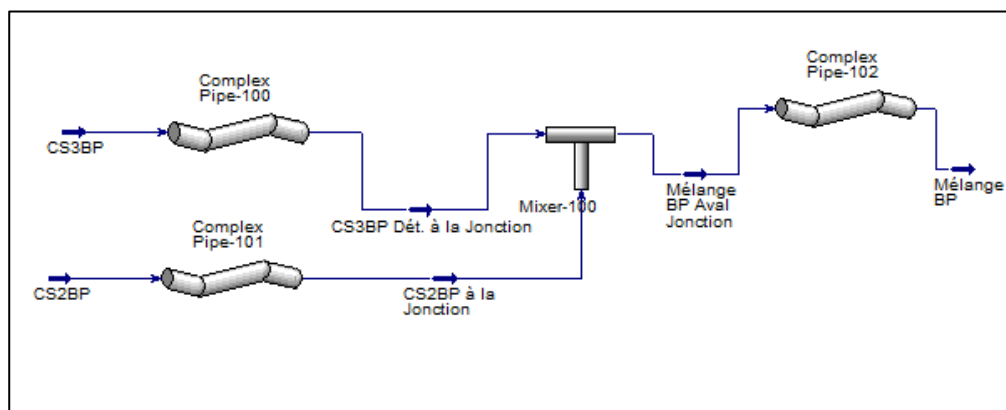 Complex
Pipe-100
CS3BP
CS3BP Dét. à la Jonction
Mixer-100
Mélange
BP Aval
Jonction
Complex
Pipe-102
Mélange
BP
Complex
Pipe-101
CS2BP
CS2BP à la
Jonction